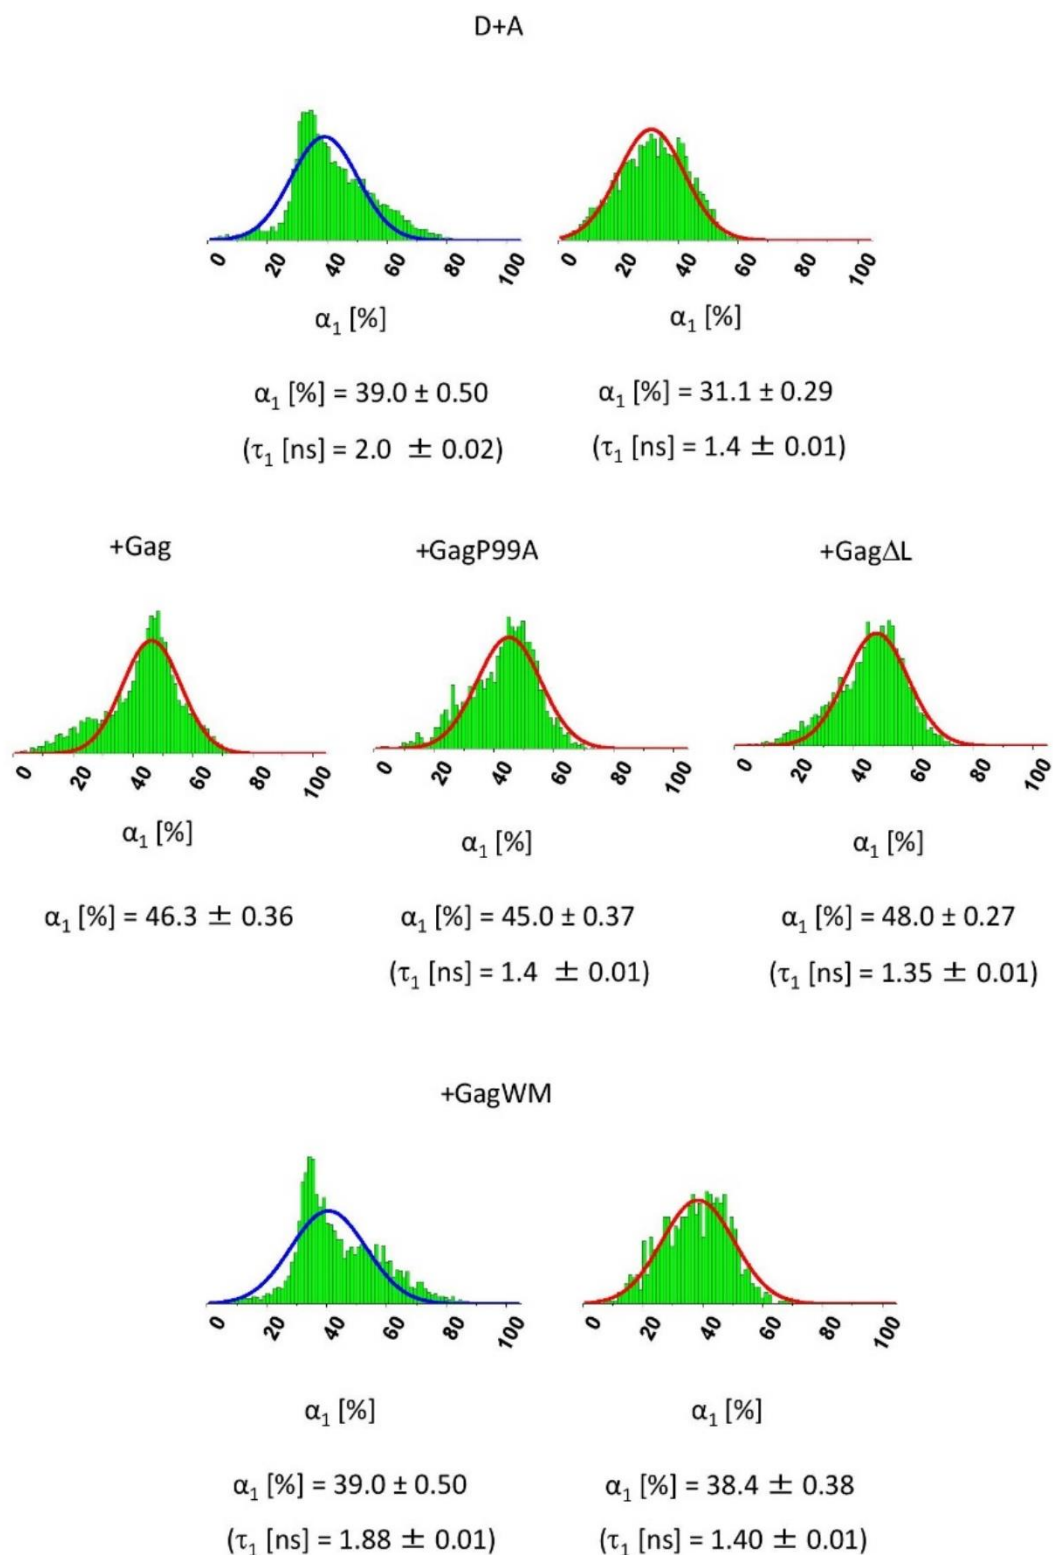 D+A
0 20 40 60 80 100 0 20 40 60 80 100
α₁ [%] α₁ [%]
α₁ [%] = 39.0 ± 0.50 α₁ [%] = 31.1 ± 0.29
(τ₁ [ns] = 2.0 ± 0.02) (τ₁ [ns] = 1.4 ± 0.01)
+Gag +GagP99A +GagΔL
0 20 40 60 80 100 0 20 40 60 80 100 0 20 40 60 80 100
α₁ [%] α₁ [%] α₁ [%]
α₁ [%] = 46.3 ± 0.36 α₁ [%] = 45.0 ± 0.37 α₁ [%] = 48.0 ± 0.27
(τ₁ [ns] = 1.4 ± 0.01) (τ₁ [ns] = 1.35 ± 0.01)
+GagWM
0 20 40 60 80 100 0 20 40 60 80 100
α₁ [%] α₁ [%]
α₁ [%] = 39.0 ± 0.50 α₁ [%] = 38.4 ± 0.38
(τ₁ [ns] = 1.88 ± 0.01) (τ₁ [ns] = 1.40 ± 0.01)